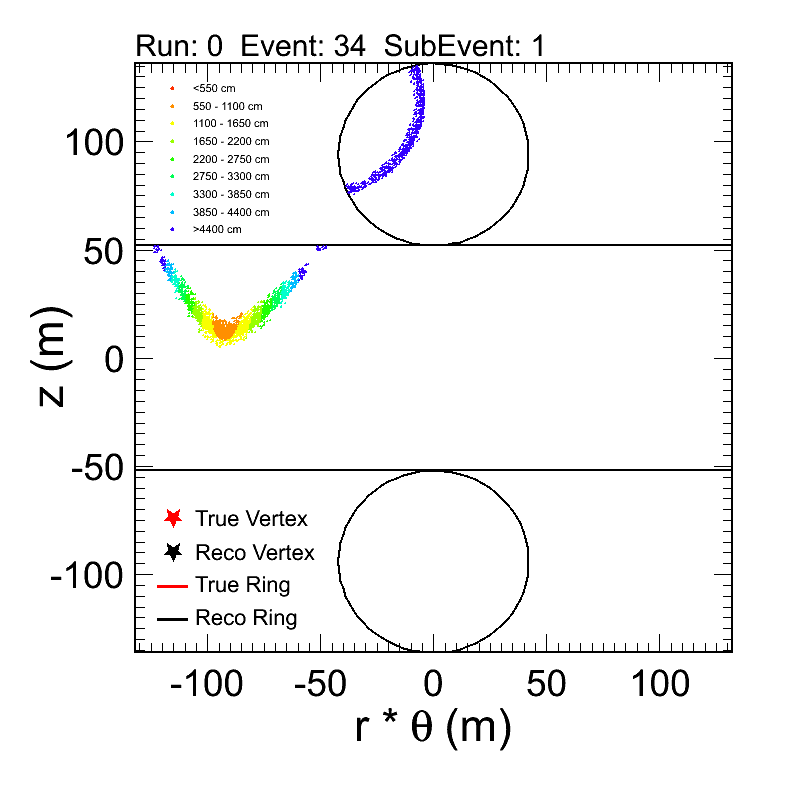 Run: 0  Event: 34  SubEvent: 1
<550 cm
550 - 1100 cm
1100 - 1650 cm
1650 - 2200 cm
2200 - 2750 cm
2750 - 3300 cm
3300 - 3850 cm
3850 - 4400 cm
>4400 cm
100
50
0
-50
-100
z (m)
True Vertex
Reco Vertex
True Ring
Reco Ring
-100 -50 0 50 100
r * θ (m)